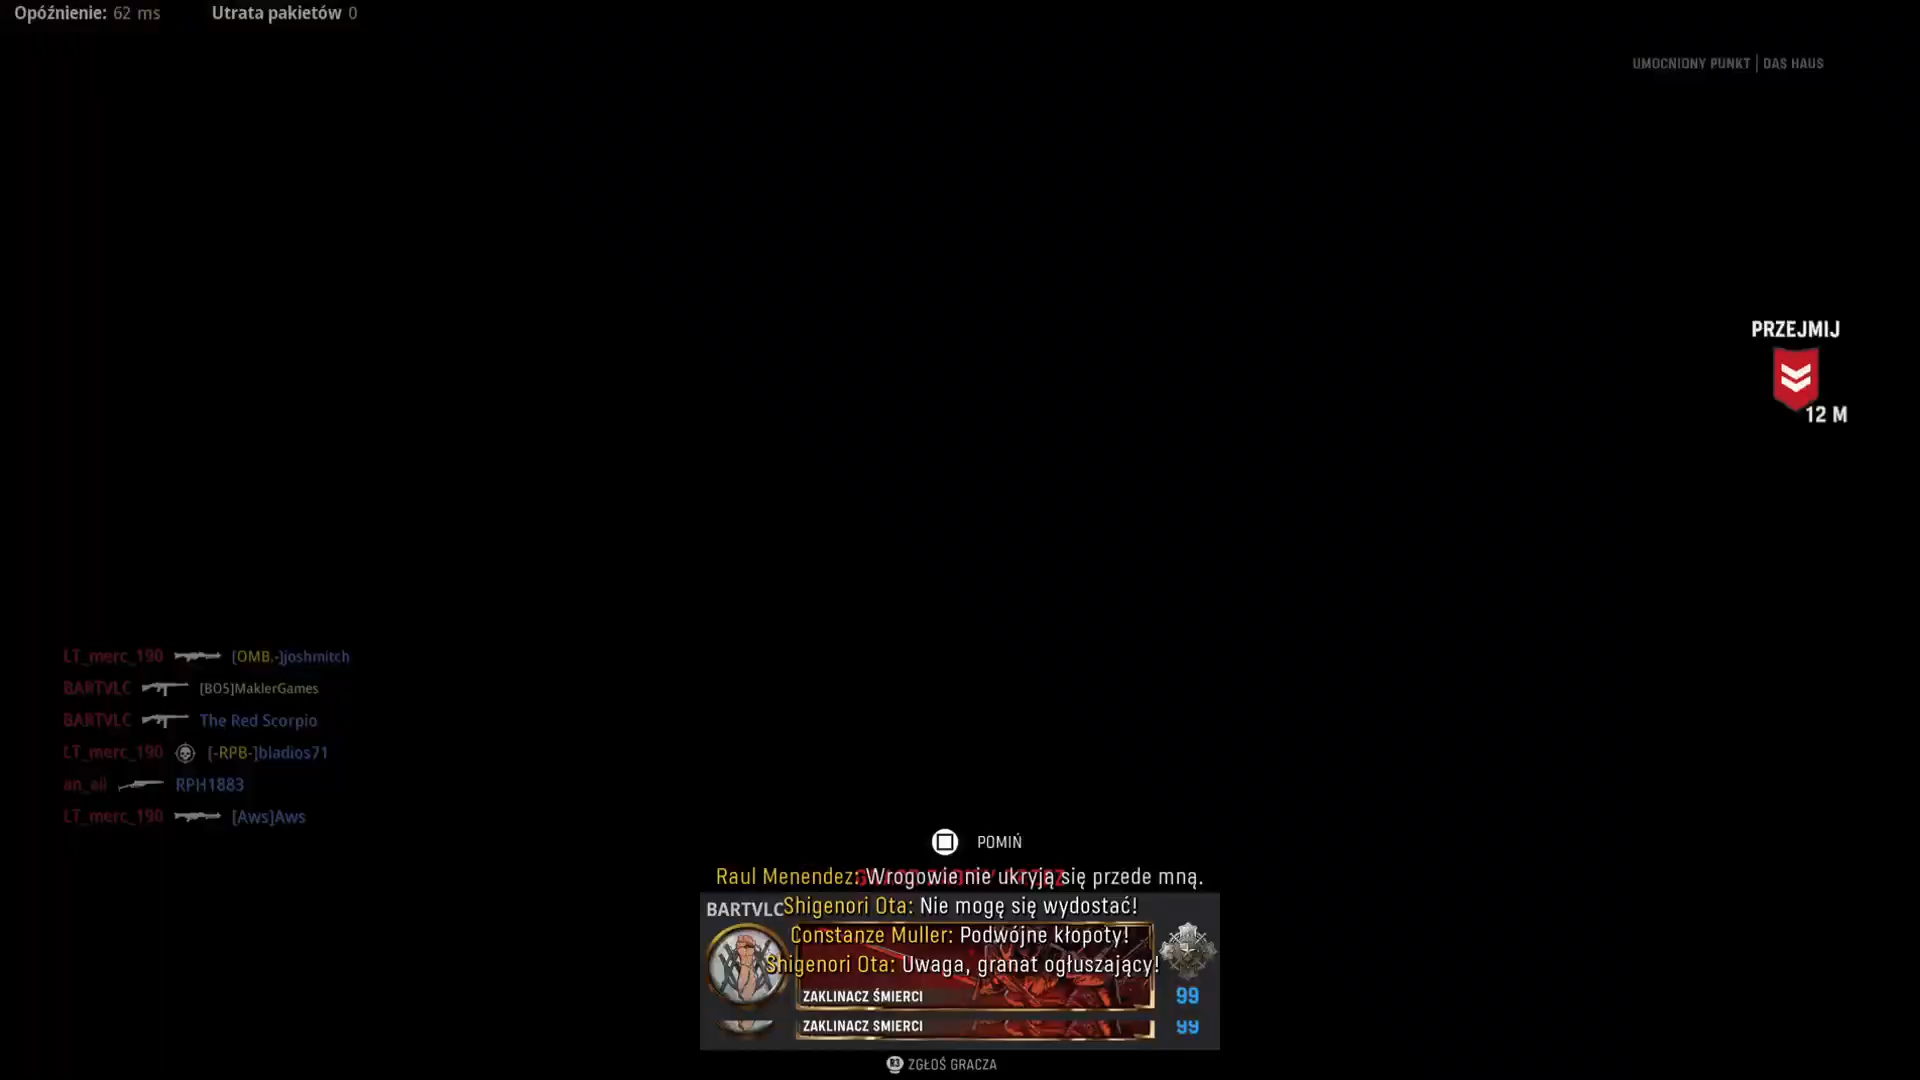 Opóźnienie: 62 ms Utrata pakietów 0
UMOCNIONY PUNKT | DAS HAUS
PRZEJMIJ
12 M
LT_merc_190 [OMB.-]joshmitch
BARTVLC [BO5]MaklerGames
BARTVLC The Red Scorpio
LT_merc_190 [-RPB-]bladios71
an_ail RPH1883
LT_merc_190 [Aws]Aws
POMIŃ
Raul Menendez: Wrogowie nie ukryją się przede mną.
BARTVLC
Shigenori Ota: Nie mogę się wydostać!
Constanze Muller: Podwójne kłopoty!
Shigenori Ota: Uwaga, granat ogłuszający!
ZAKLINACZ ŚMIERCI 99
ZAKLINACZ ŚMIERCI 99
R3 ZGŁOŚ GRACZA